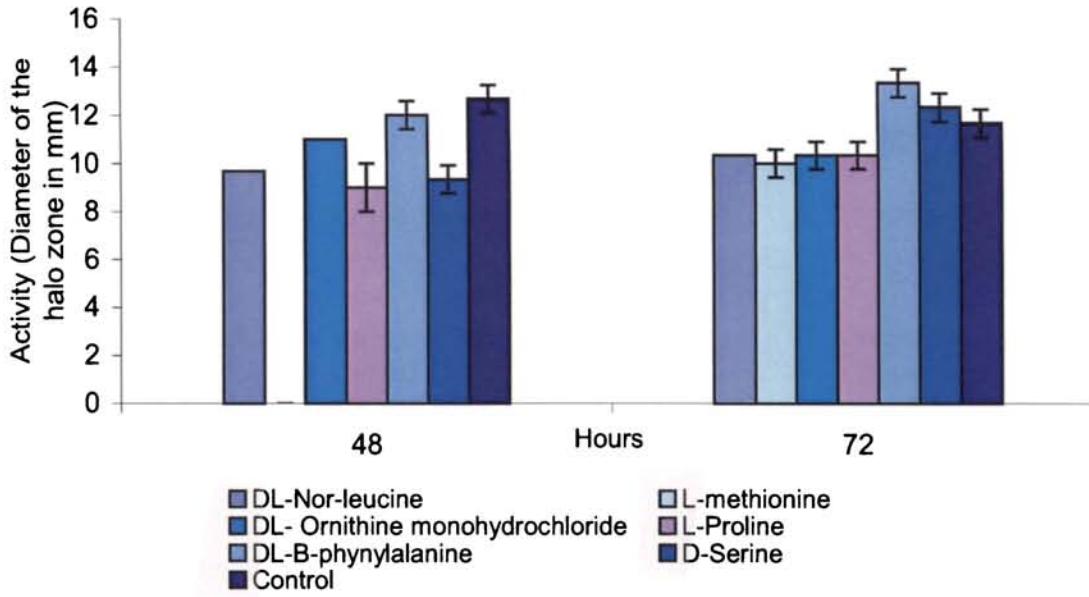 16
14
12
10
8
6
4
2
0
Activity (Diameter of the
halo zone in mm)
48
Hours
72
DL-Nor-leucine
L-methionine
DL- Ornithine monohydrochloride
L-Proline
DL-B-phynylalanine
D-Serine
Control